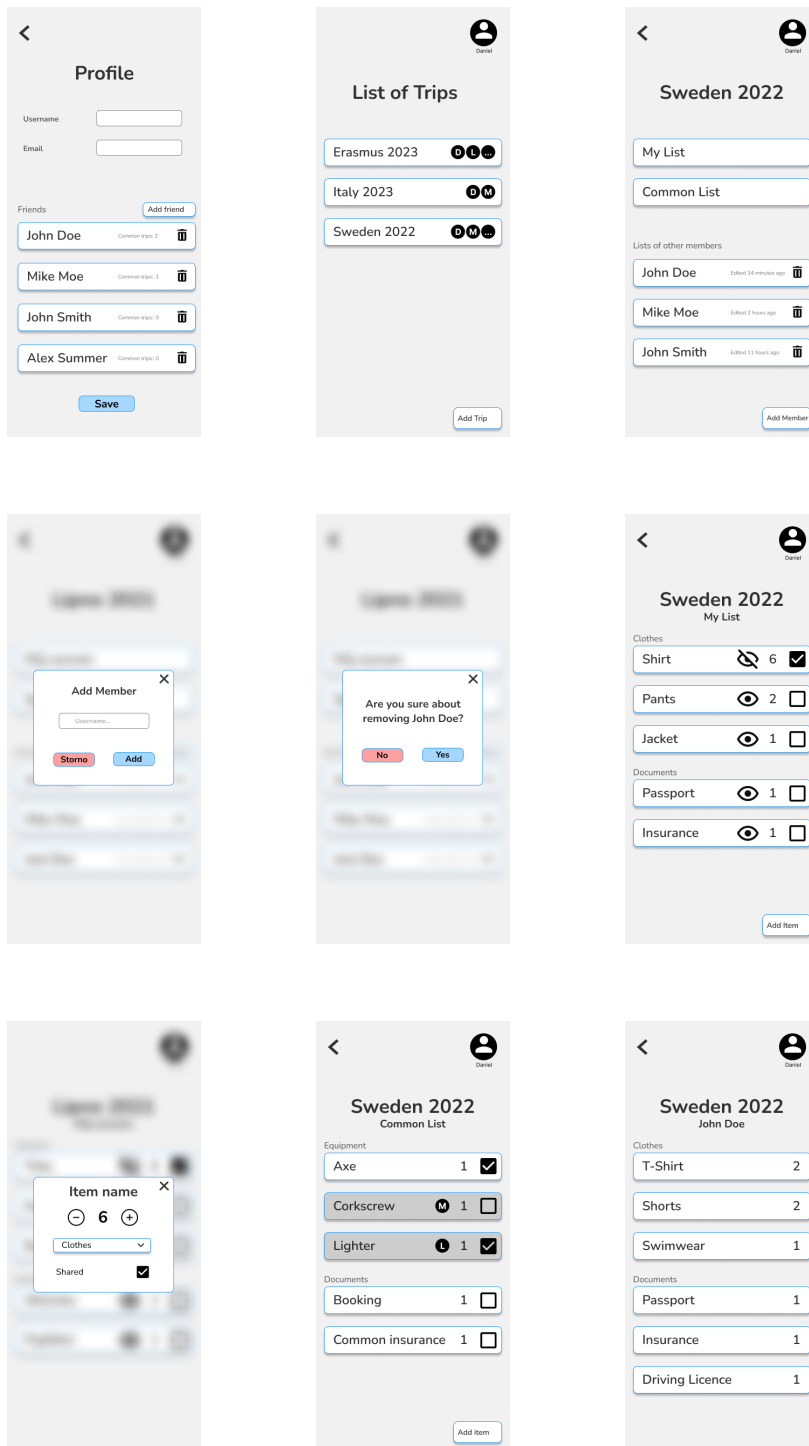 Profile
Username
Email
Friends
Add friend
John Doe Common trips: 2
Mike Moe Common trips: 1
John Smith Common trips: 0
Alex Summer Common trips: 0
Save
Daniel
List of Trips
Erasmus 2023 D L ...
Italy 2023 D M
Sweden 2022 D M ...
Add Trip
Daniel
Sweden 2022
My List
Common List
Lists of other members
John Doe Edited 34 minutes ago
Mike Moe Edited 2 hours ago
John Smith Edited 11 hours ago
Add Member
Lipno 2021
Add Member
Username...
Storno Add
Lipno 2021
Are you sure about
removing John Doe?
No Yes
Daniel
Sweden 2022
My List
Clothes
Shirt 6
Pants 2
Jacket 1
Documents
Passport 1
Insurance 1
Add Item
Lipno 2021
Item name
6
Clothes
Shared
Daniel
Sweden 2022
Common List
Equipment
Axe 1
Corkscrew M 1
Lighter L 1
Documents
Booking 1
Common insurance 1
Add item
Daniel
Sweden 2022
John Doe
Clothes
T-Shirt 2
Shorts 2
Swimwear 1
Documents
Passport 1
Insurance 1
Driving Licence 1